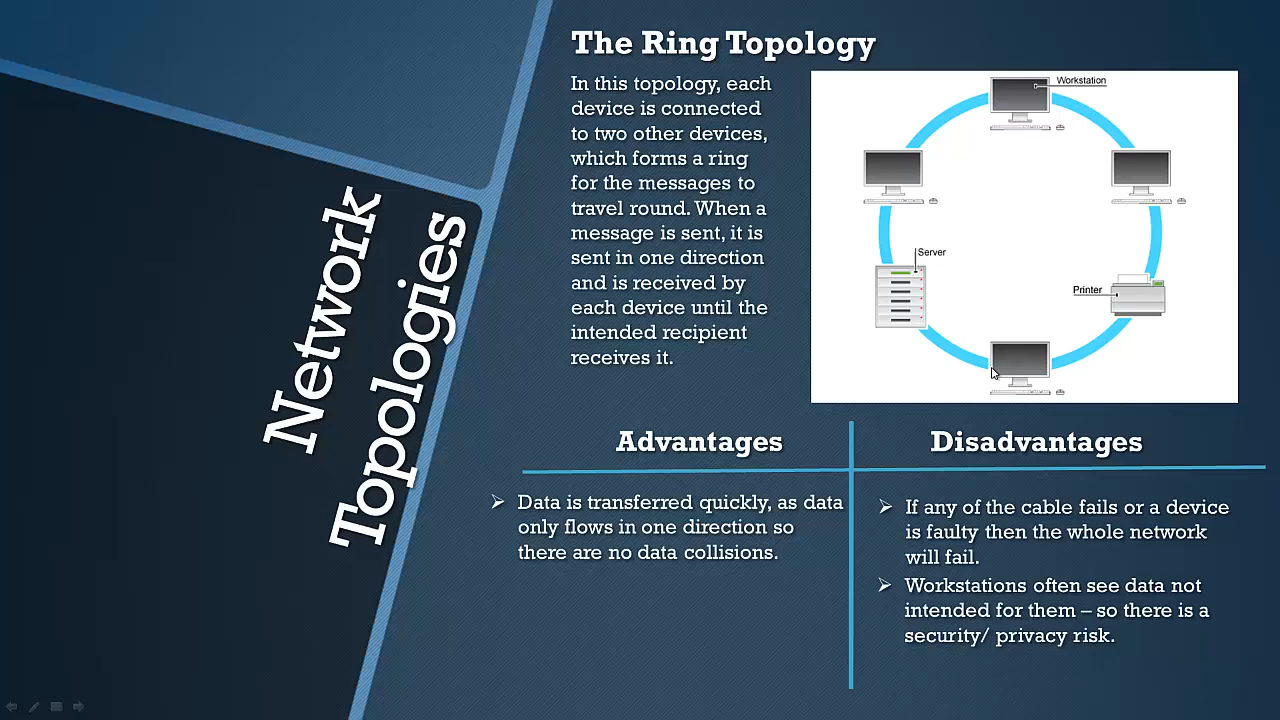 Network
Topologies
The Ring Topology
In this topology, each
device is connected
to two other devices,
which forms a ring
for the messages to
travel round. When a
message is sent, it is
sent in one direction
and is received by
each device until the
intended recipient
receives it.
Workstation
Server
Printer
Advantages
Data is transferred quickly, as data
only flows in one direction so
there are no data collisions.
Disadvantages
If any of the cable fails or a device
is faulty then the whole network
will fail.
Workstations often see data not
intended for them – so there is a
security/ privacy risk.